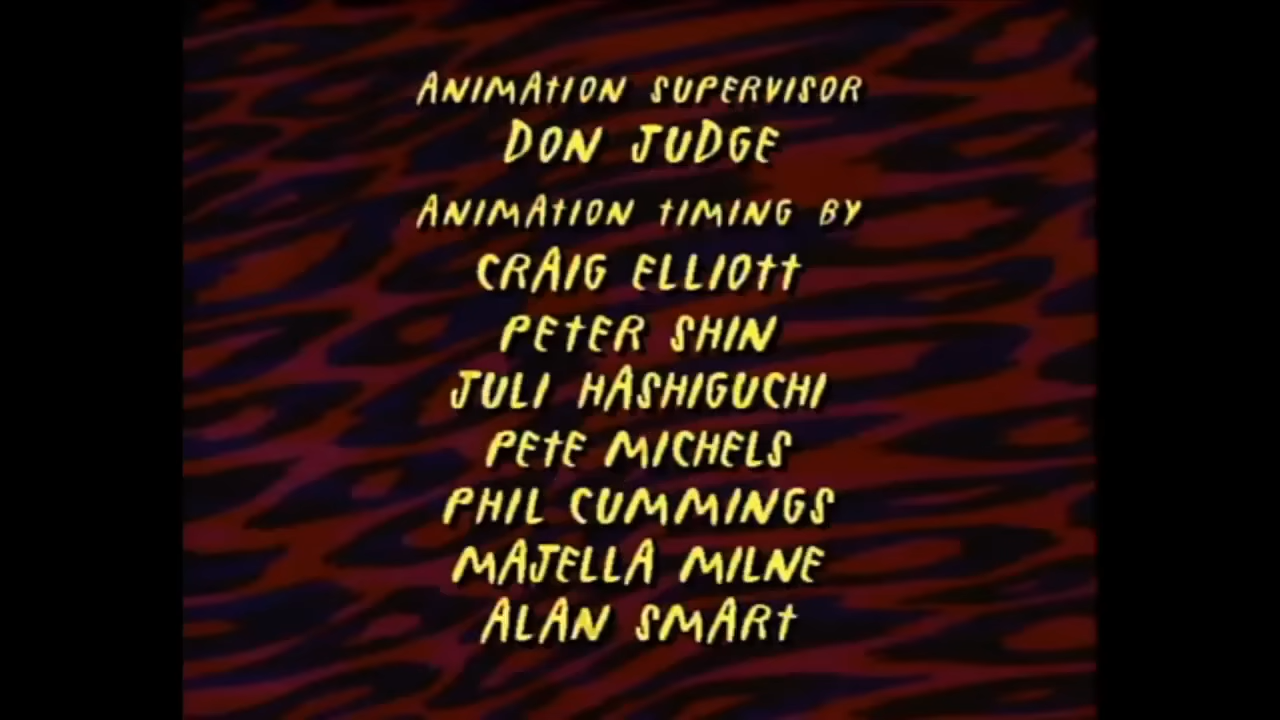 ANIMATION SUPERVISOR
DON JUDGE
ANIMATION TIMING BY
CRAIG ELLIOTT
PETER SHIN
JULI HASHIGUCHI
PETE MICHELS
PHIL CUMMINGS
MAJELLA MILNE
ALAN SMART